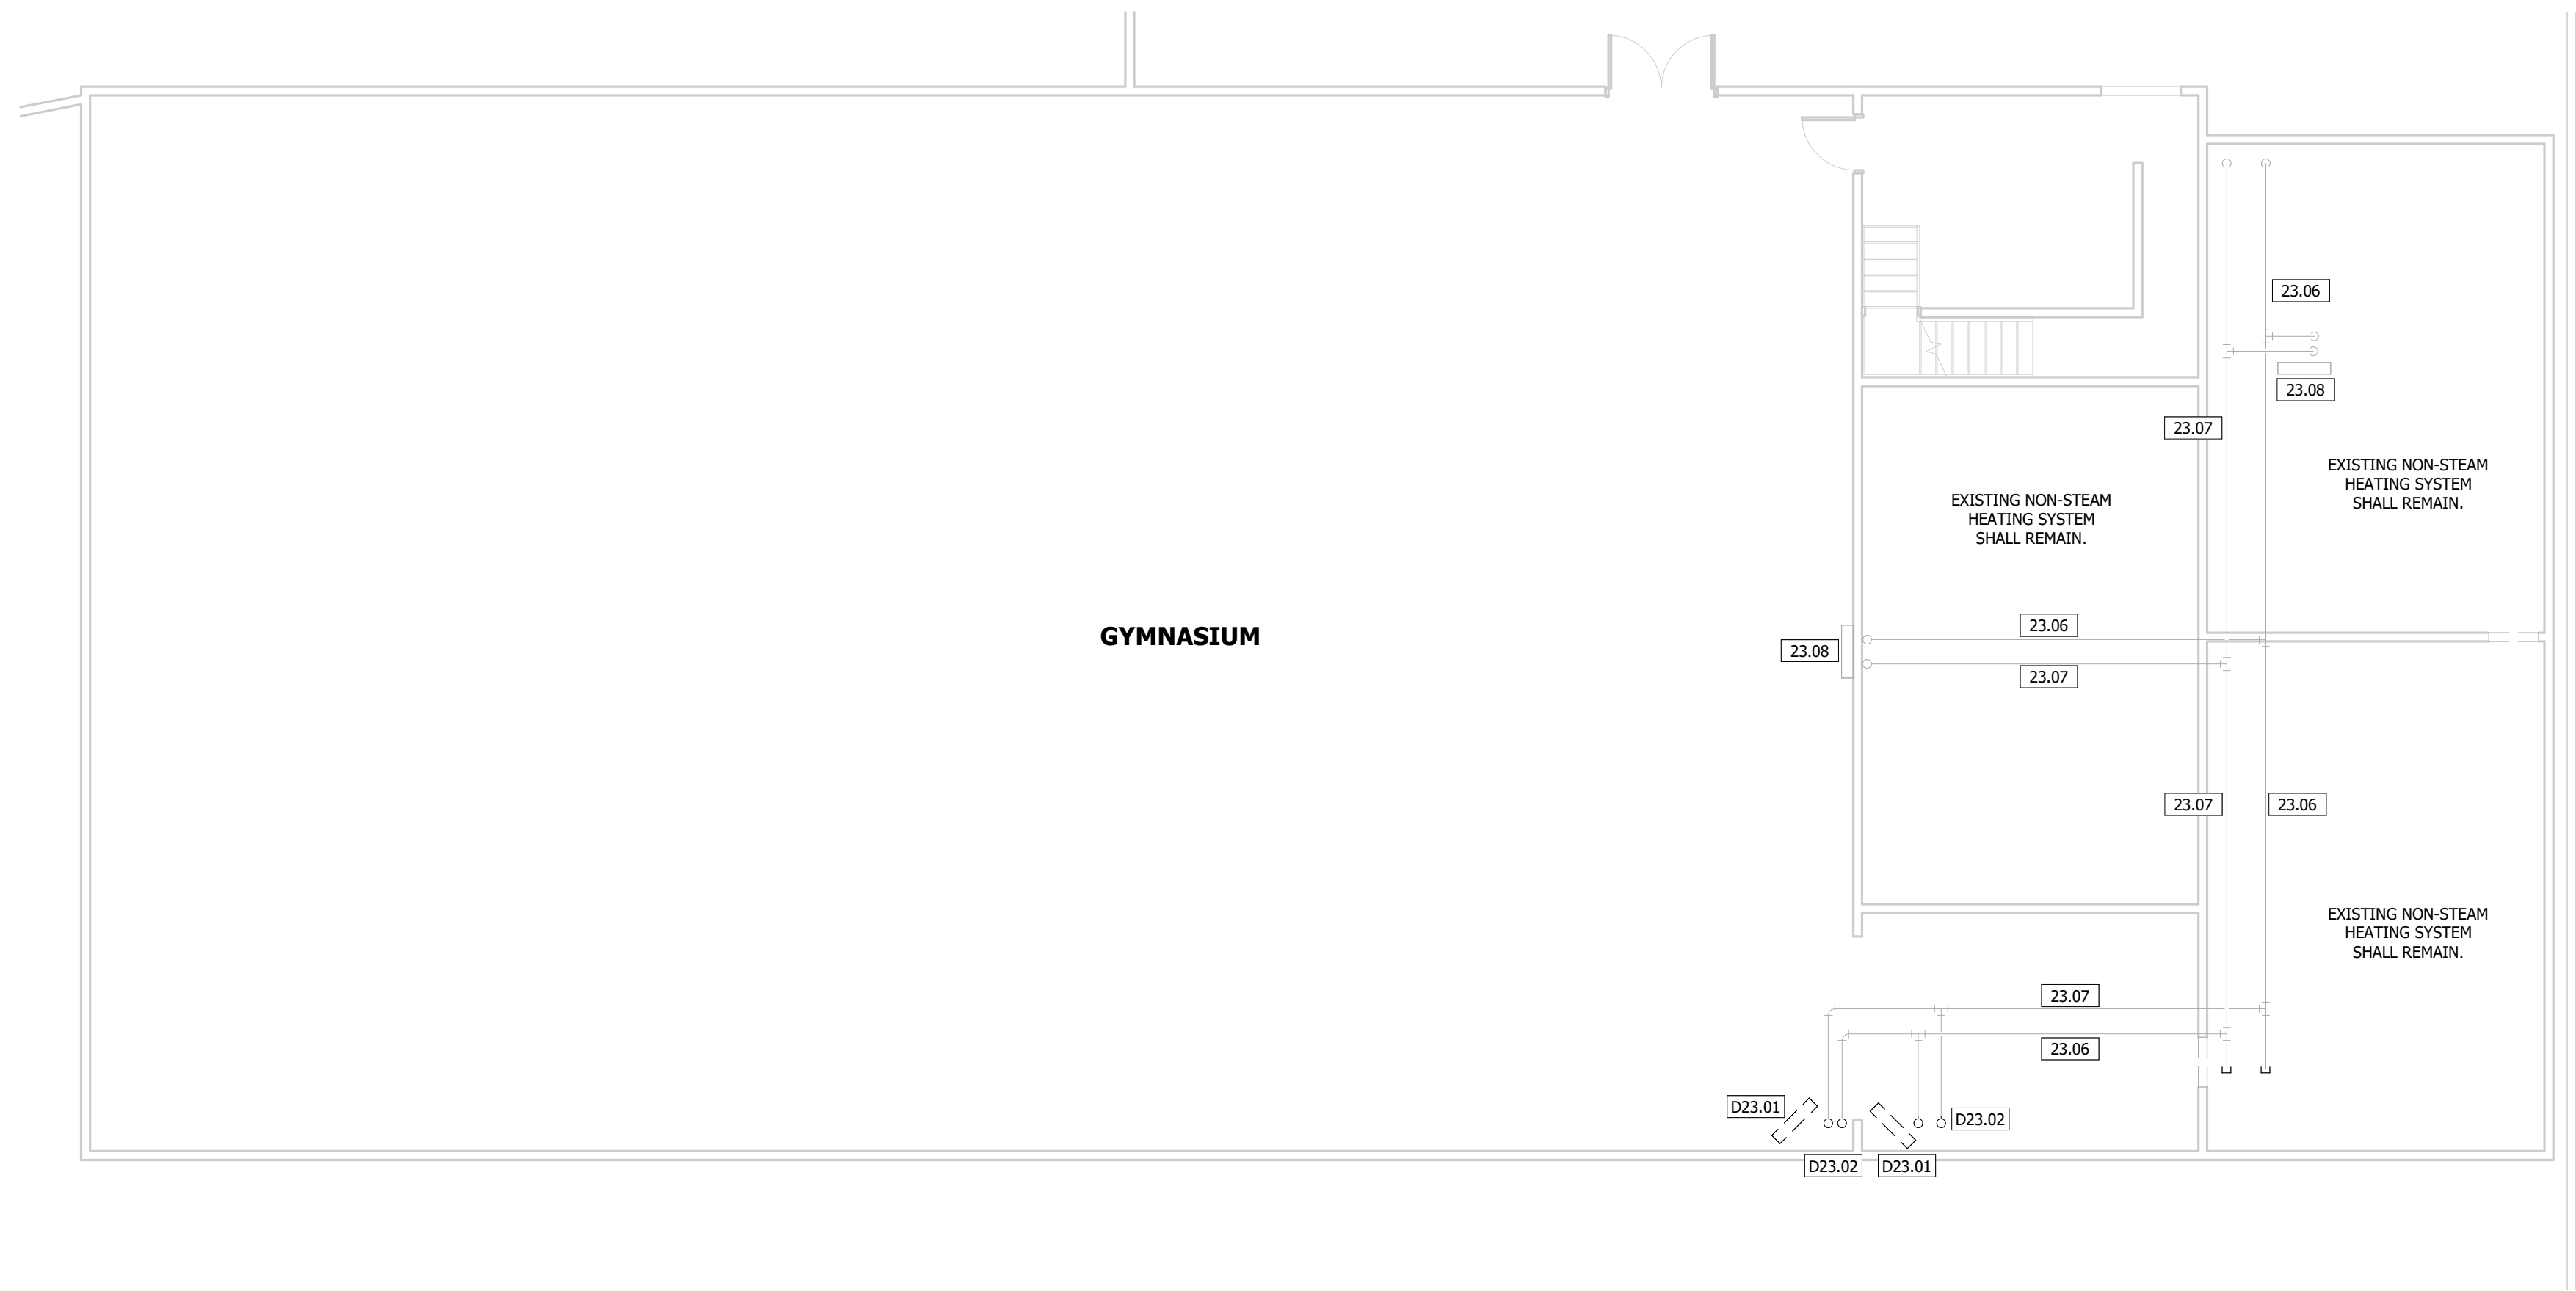 23.06
23.08
23.07
EXISTING NON-STEAM
HEATING SYSTEM
SHALL REMAIN.
EXISTING NON-STEAM
HEATING SYSTEM
SHALL REMAIN.
GYMNASIUM
23.06
23.08
23.07
23.07
23.06
EXISTING NON-STEAM
HEATING SYSTEM
SHALL REMAIN.
23.07
23.06
D23.01
D23.02
D23.02
D23.01